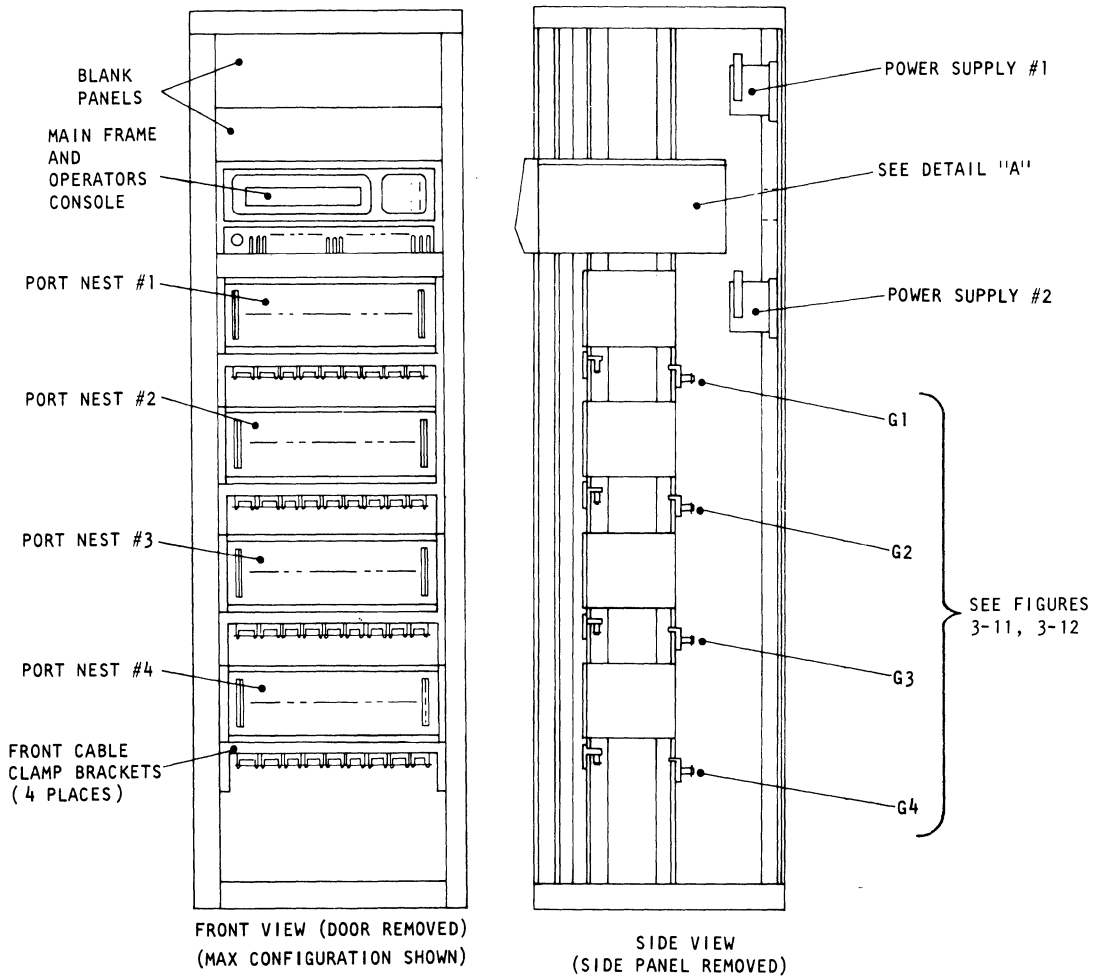 BLANK
PANELS
MAIN FRAME
AND
OPERATORS
CONSOLE
PORT NEST #1
PORT NEST #2
PORT NEST #3
PORT NEST #4
FRONT CABLE
CLAMP BRACKETS
(4 PLACES)
FRONT VIEW (DOOR REMOVED)
(MAX CONFIGURATION SHOWN)
POWER SUPPLY #1
SEE DETAIL "A"
POWER SUPPLY #2
G1
G2
G3
G4
SEE FIGURES
3-11, 3-12
SIDE VIEW
(SIDE PANEL REMOVED)